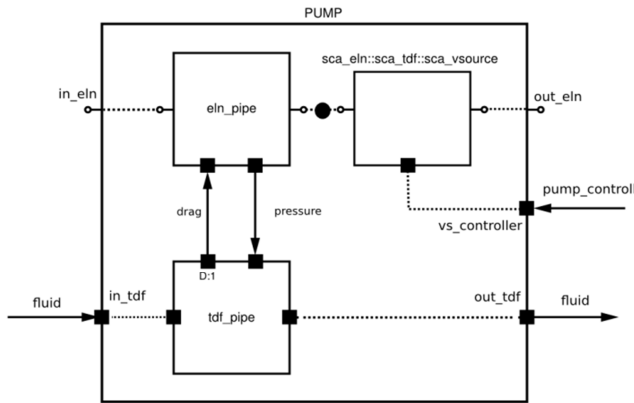 PUMP
sca_eln::sca_tdf::sca_vsource
in_eln
eln_pipe
out_eln
pump_controll
drag
pressure
vs_controller
D:1
fluid
in_tdf
tdf_pipe
out_tdf
fluid